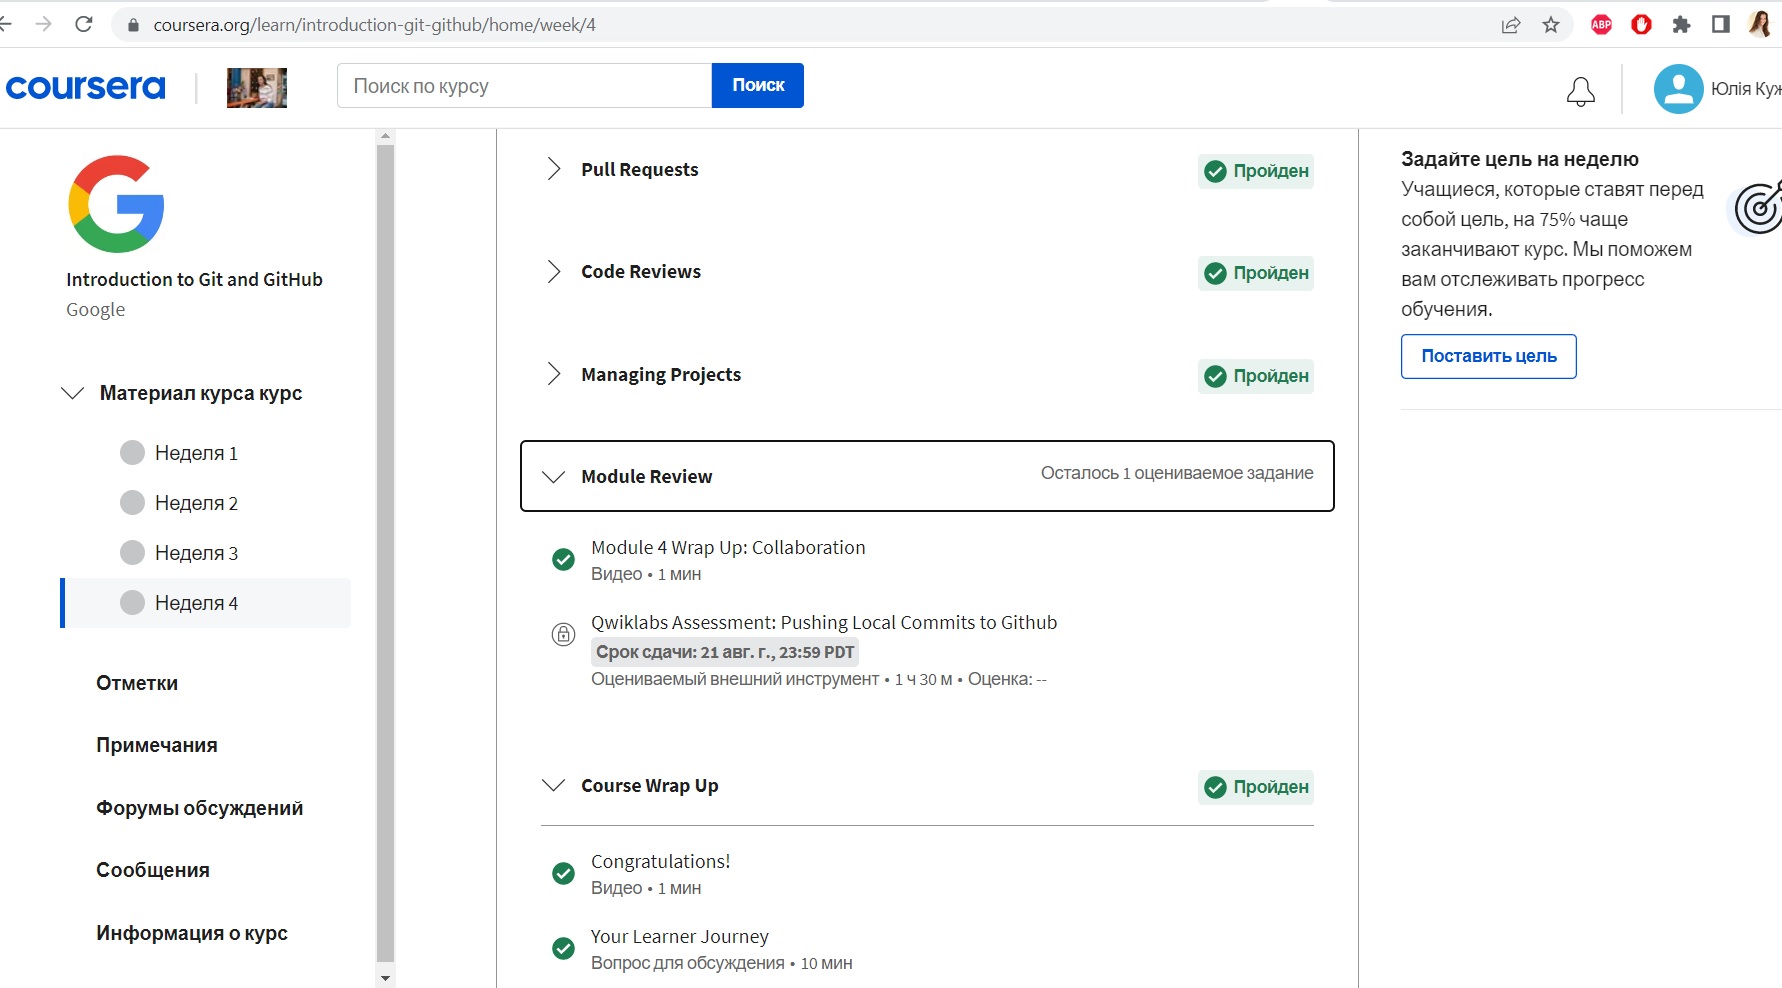 coursera.org/learn/introduction-git-github/home/week/4
ABP
coursera
Поиск по курсу
Поиск
Юлія Куж
Introduction to Git and GitHub
Google
Материал курса курс
Неделя 1
Неделя 2
Неделя 3
Неделя 4
Отметки
Примечания
Форумы обсуждений
Сообщения
Информация о курс
Pull Requests
Пройден
Code Reviews
Пройден
Managing Projects
Пройден
Module Review
Осталось 1 оцениваемое задание
Module 4 Wrap Up: Collaboration
Видео • 1 мин
Qwiklabs Assessment: Pushing Local Commits to Github
Срок сдачи: 21 авг. г., 23:59 PDT
Оцениваемый внешний инструмент • 1 ч 30 м • Оценка: --
Course Wrap Up
Пройден
Congratulations!
Видео • 1 мин
Your Learner Journey
Вопрос для обсуждения • 10 мин
Задайте цель на неделю
Учащиеся, которые ставят перед
собой цель, на 75% чаще
заканчивают курс. Мы поможем
вам отслеживать прогресс
обучения.
Поставить цель